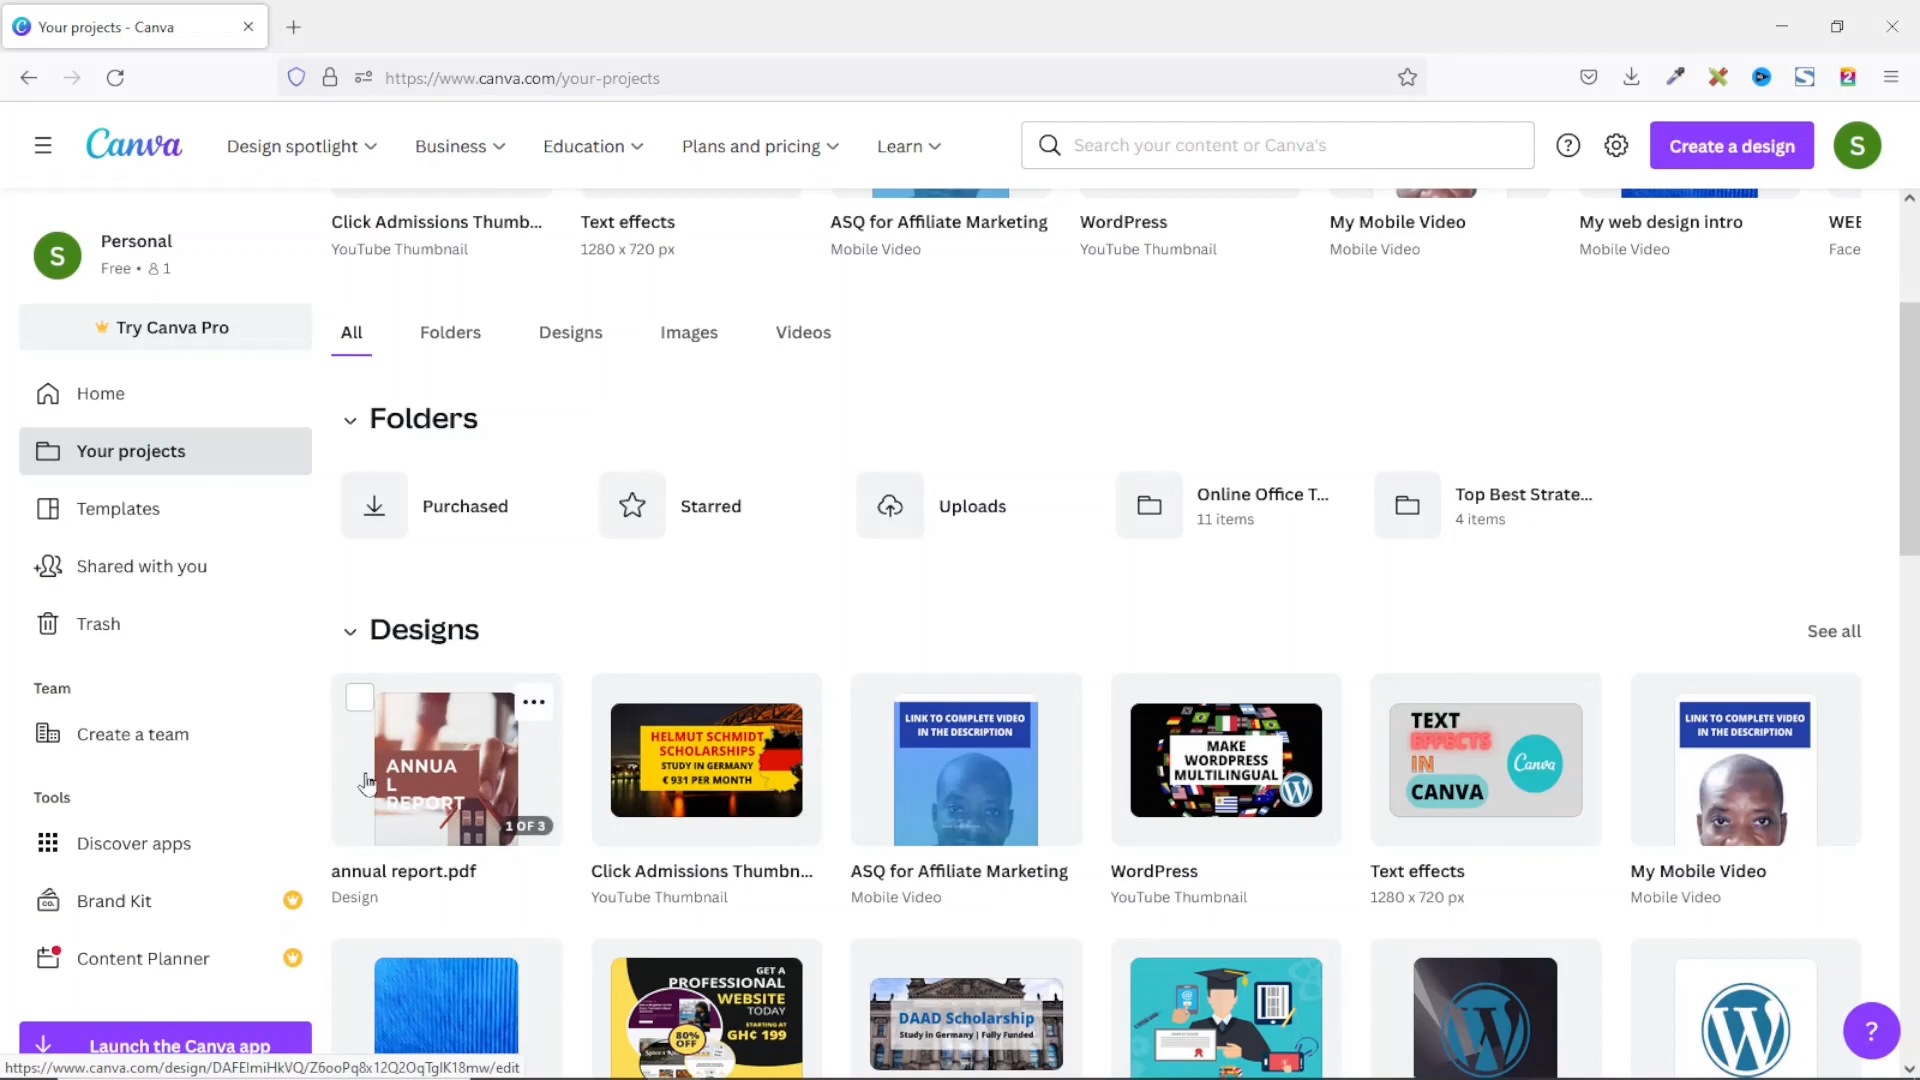 Your projects - Canva
https://www.canva.com/your-projects
Canva
Design spotlight
Business
Education
Plans and pricing
Learn
Search your content or Canva's
Create a design
S
S
Personal
Free • 1
Try Canva Pro
Home
Your projects
Templates
Shared with you
Trash
Team
Create a team
Tools
Discover apps
Brand Kit
Content Planner
Launch the Canva app
Click Admissions Thumb...
YouTube Thumbnail
Text effects
1280 x 720 px
ASQ for Affiliate Marketing
Mobile Video
WordPress
YouTube Thumbnail
My Mobile Video
Mobile Video
My web design intro
Mobile Video
WEE
Face
All
Folders
Designs
Images
Videos
Folders
Purchased
Starred
Uploads
Online Office T...
11 items
Top Best Strate...
4 items
Designs
See all
ANNUA
L
REPORT
1 OF 3
annual report.pdf
Design
HELMUT SCHMIDT
SCHOLARSHIPS
STUDY IN GERMANY
€ 931 PER MONTH
Click Admissions Thumbn...
YouTube Thumbnail
LINK TO COMPLETE VIDEO
IN THE DESCRIPTION
ASQ for Affiliate Marketing
Mobile Video
MAKE
WORDPRESS
MULTILINGUAL
WordPress
YouTube Thumbnail
TEXT
EFFECTS
IN
CANVA
Canva
Text effects
1280 x 720 px
LINK TO COMPLETE VIDEO
IN THE DESCRIPTION
My Mobile Video
Mobile Video
GET A
PROFESSIONAL
WEBSITE
TODAY
STARTING AT
GH¢ 199
80%
OFF
DAAD Scholarship
Study in Germany | Fully Funded
?
https://www.canva.com/design/DAFElmiHkVQ/Z6ooPq8x12Q2OqTglK18mw/edit